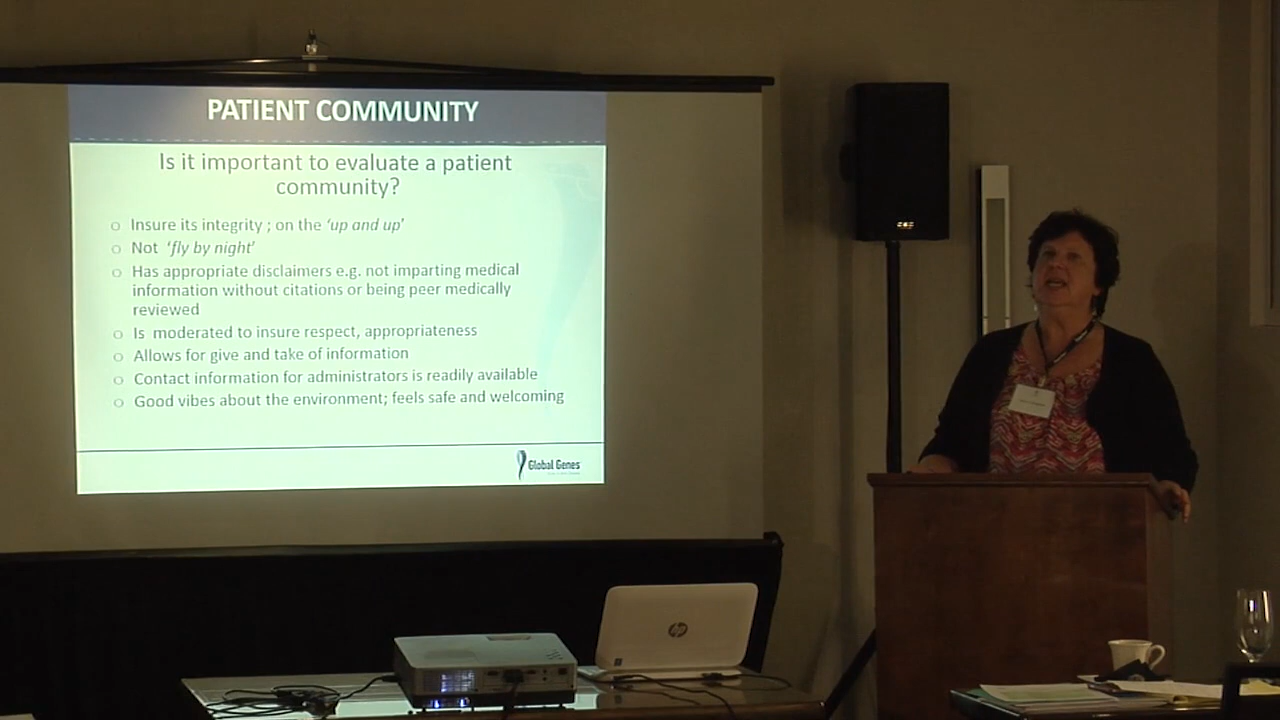 PATIENT COMMUNITY
Is it important to evaluate a patient
community?
o Insure its integrity ; on the ‘up and up’
o Not ‘fly by night’
o Has appropriate disclaimers e.g. not imparting medical
information without citations or being peer medically
reviewed
o Is moderated to insure respect, appropriateness
o Allows for give and take of information
o Contact information for administrators is readily available
o Good vibes about the environment; feels safe and welcoming
Global Genes
hp